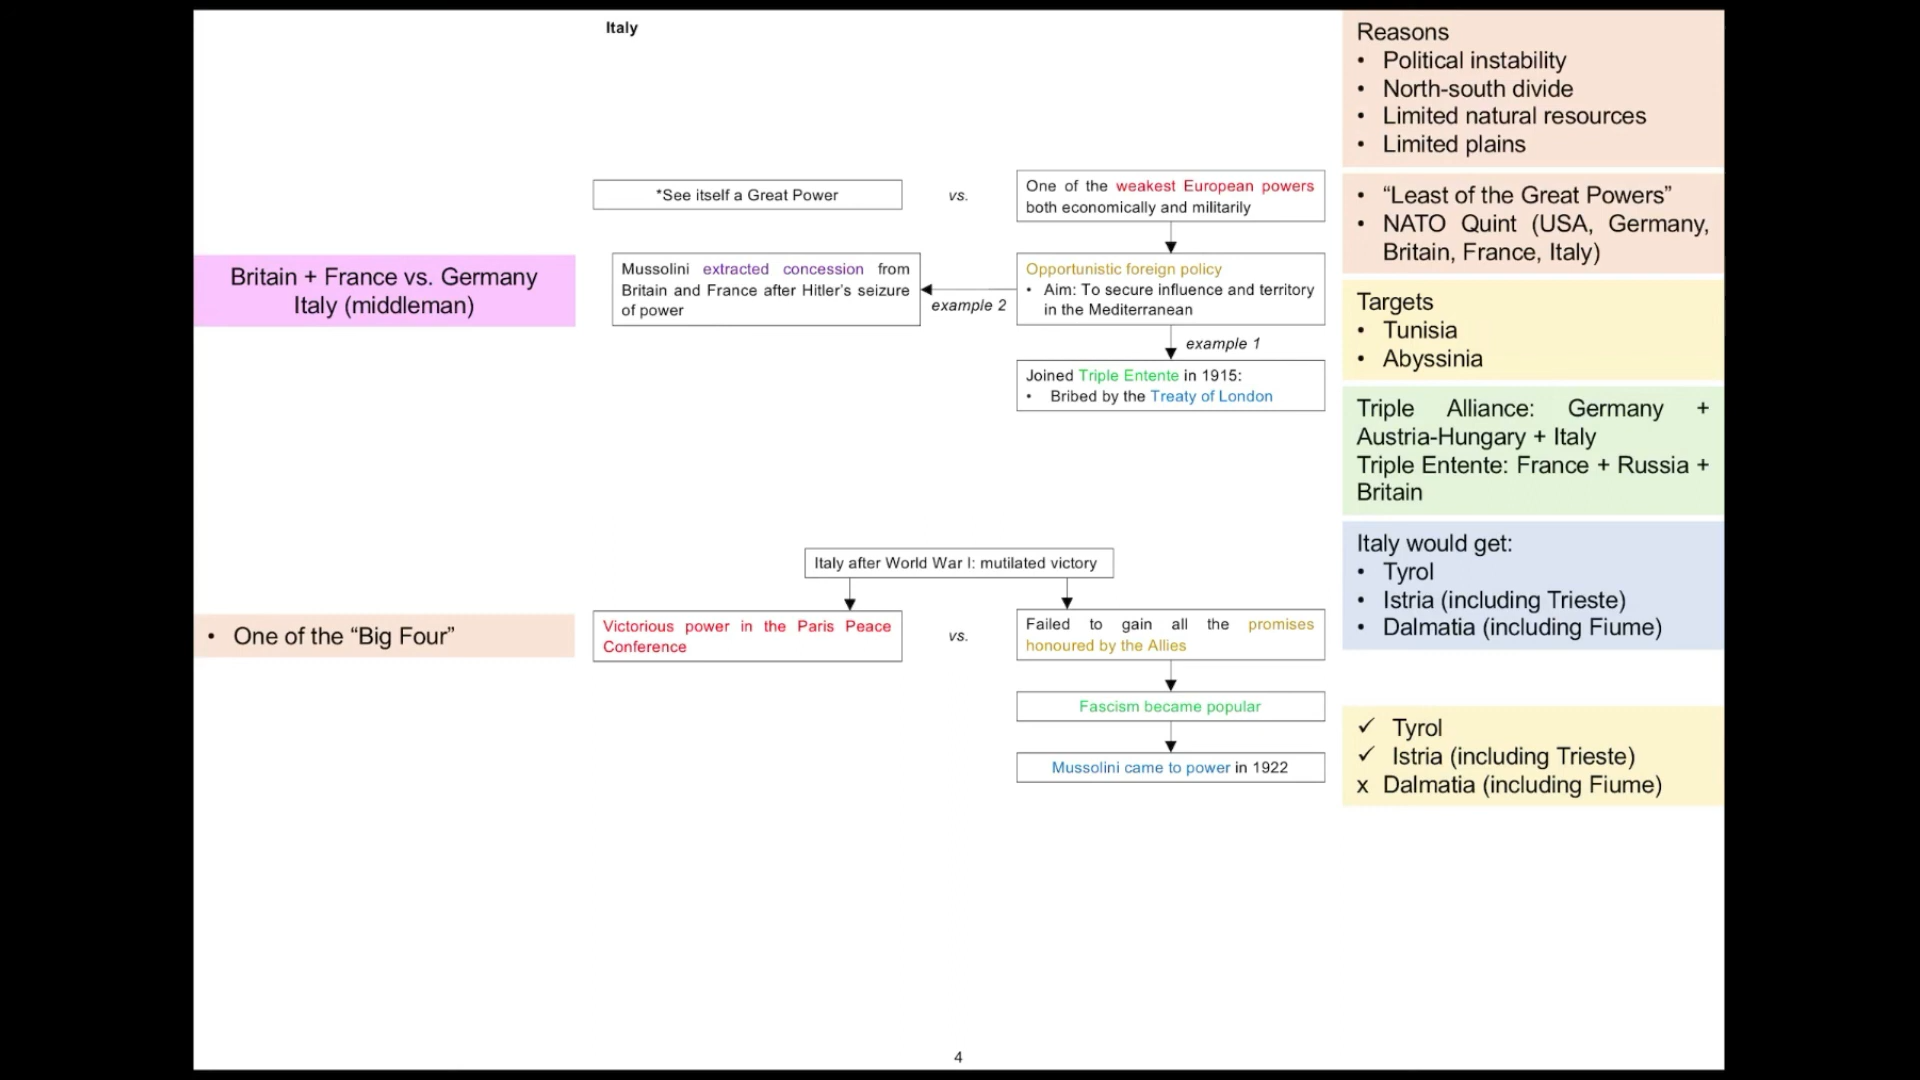 Italy
Reasons
• Political instability
• North-south divide
• Limited natural resources
• Limited plains
*See itself a Great Power
vs.
One of the weakest European powers
both economically and militarily
• “Least of the Great Powers”
• NATO Quint (USA, Germany,
Britain, France, Italy)
Britain + France vs. Germany
Italy (middleman)
Mussolini extracted concession from
Britain and France after Hitler’s seizure
of power
example 2
Opportunistic foreign policy
• Aim: To secure influence and territory
in the Mediterranean
Targets
• Tunisia
• Abyssinia
example 1
Joined Triple Entente in 1915:
• Bribed by the Treaty of London
Triple Alliance: Germany +
Austria-Hungary + Italy
Triple Entente: France + Russia +
Britain
Italy would get:
• Tyrol
• Istria (including Trieste)
• Dalmatia (including Fiume)
Italy after World War I: mutilated victory
• One of the “Big Four”
Victorious power in the Paris Peace
Conference
vs.
Failed to gain all the promises
honoured by the Allies
Fascism became popular
Mussolini came to power in 1922
✓ Tyrol
✓ Istria (including Trieste)
x Dalmatia (including Fiume)
4